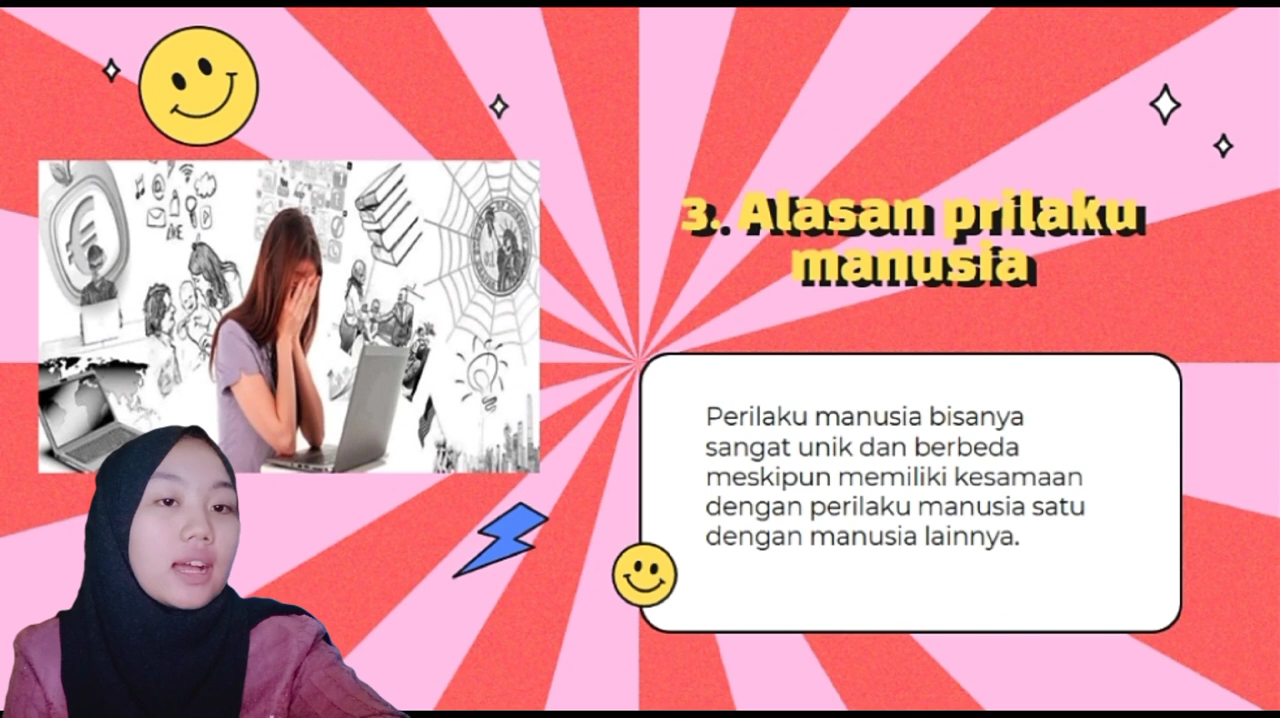 3. Alasan prilaku
manusia
Perilaku manusia bisanya
sangat unik dan berbeda
meskipun memiliki kesamaan
dengan perilaku manusia satu
dengan manusia lainnya.